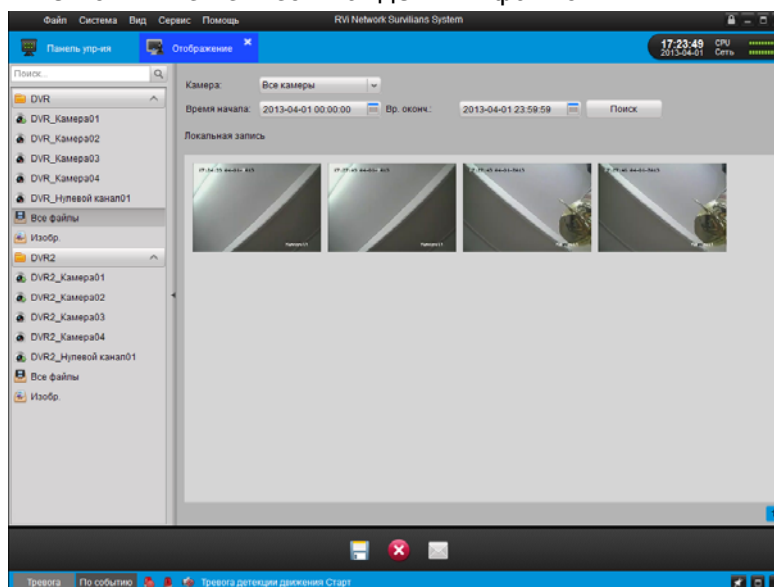 Файл Система Вид Сервис Помощь RVi Network Survilians System
Панель упр-ия Отображение 17:23:49 CPU
2013-04-01 Сеть
Поиск...
DVR
DVR_Камера01
DVR_Камера02
DVR_Камера03
DVR_Камера04
DVR_Нулевой канал01
Все файлы
Изобр.
DVR2
DVR2_Камера01
DVR2_Камера02
DVR2_Камера03
DVR2_Камера04
DVR2_Нулевой канал01
Все файлы
Изобр.
Камера: Все камеры
Время начала: 2013-04-01 00:00:00 Вр. оконч.: 2013-04-01 23:59:59 Поиск
Локальная запись
Тревога По событию Тревога детекции движения Старт